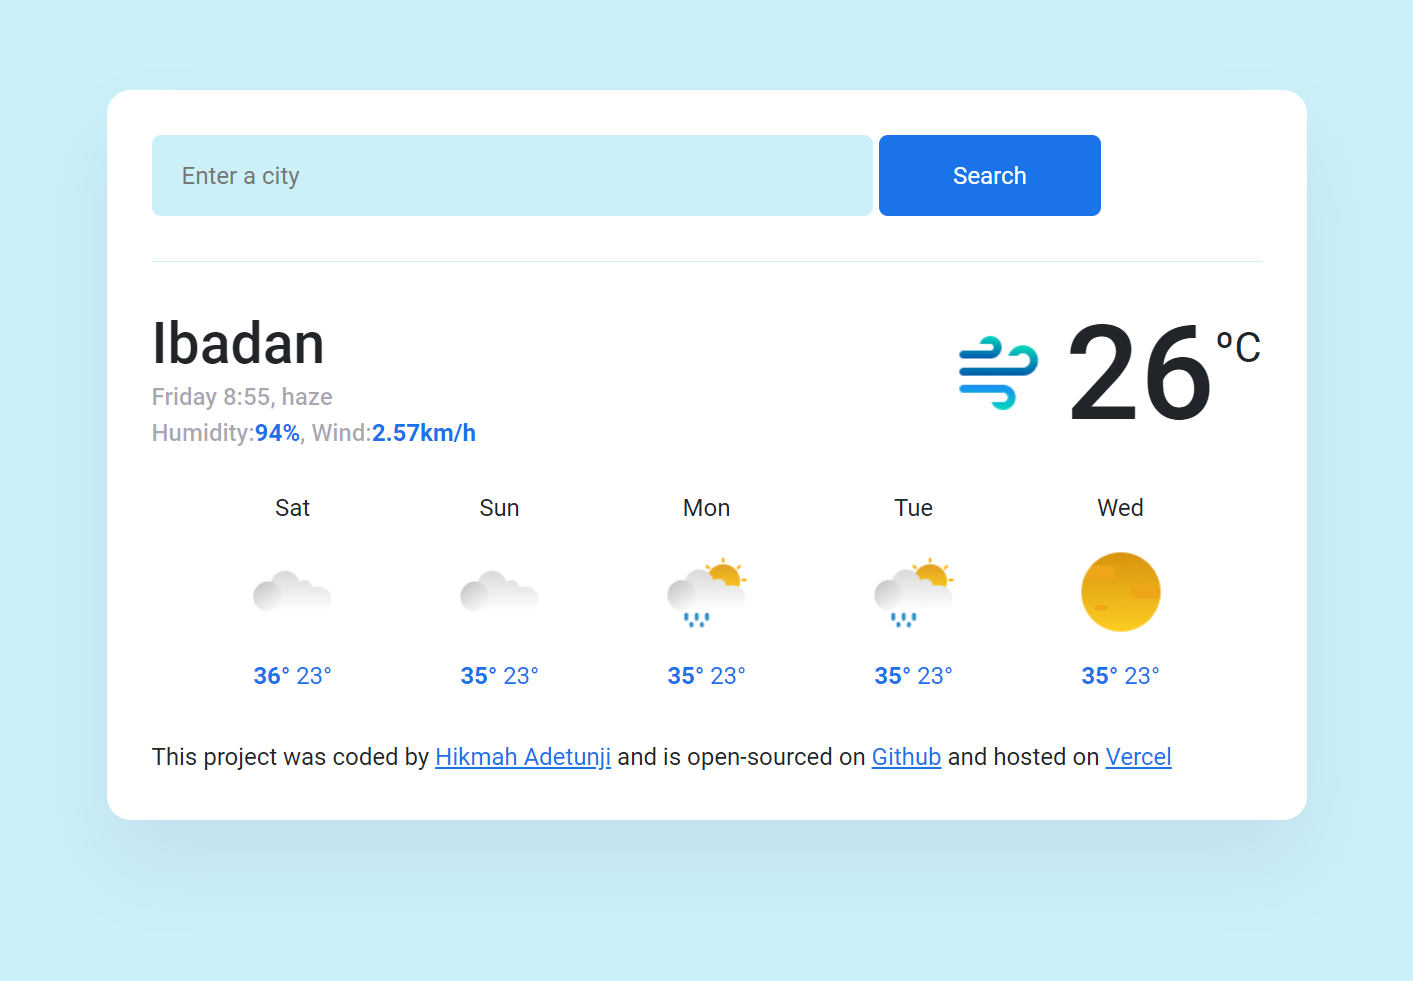 Enter a city
Search
Ibadan
26 ºC
Friday 8:55, haze
Humidity:94%, Wind:2.57km/h
Sat Sun Mon Tue Wed
36° 23° 35° 23° 35° 23° 35° 23° 35° 23°
This project was coded by Hikmah Adetunji and is open-sourced on Github and hosted on Vercel